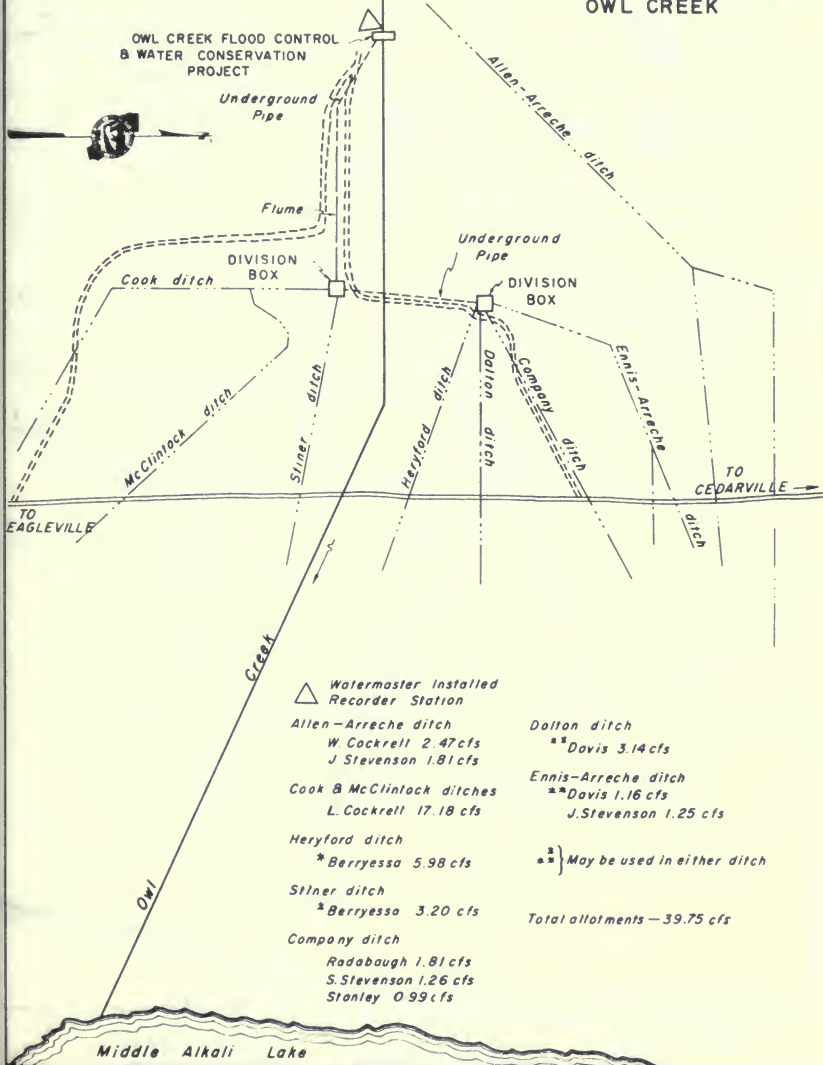 OWL CREEK
OWL CREEK FLOOD CONTROL
& WATER CONSERVATION
PROJECT
Underground
Pipe
Allen-Arreche ditch
Flume
Underground
Pipe
DIVISION
BOX
Cook ditch
DIVISION
BOX
McClintock ditch
Stiner ditch
Heryford ditch
Dalton ditch
Company ditch
Ennis-Arreche ditch
TO
CEDARVILLE
TO
EAGLEVILLE
Owl Creek
Watermaster Installed
Recorder Station
Allen-Arreche ditch
W. Cockrell 2.47cfs
J Stevenson 1.81 cfs
Cook & McClintock ditches
L. Cockrell 17.18 cfs
Heryford ditch
*Berryessa 5.98 cfs
Stiner ditch
*Berryessa 3.20 cfs
Company ditch
Radabaugh 1.81 cfs
S. Stevenson 1.26 cfs
Stanley 0.99 cfs
Dalton ditch
**Davis 3.14 cfs
Ennis-Arreche ditch
**Davis 1.16 cfs
J. Stevenson 1.25 cfs
*
**} May be used in either ditch
Total allotments — 39.75 cfs
Middle Alkali Lake